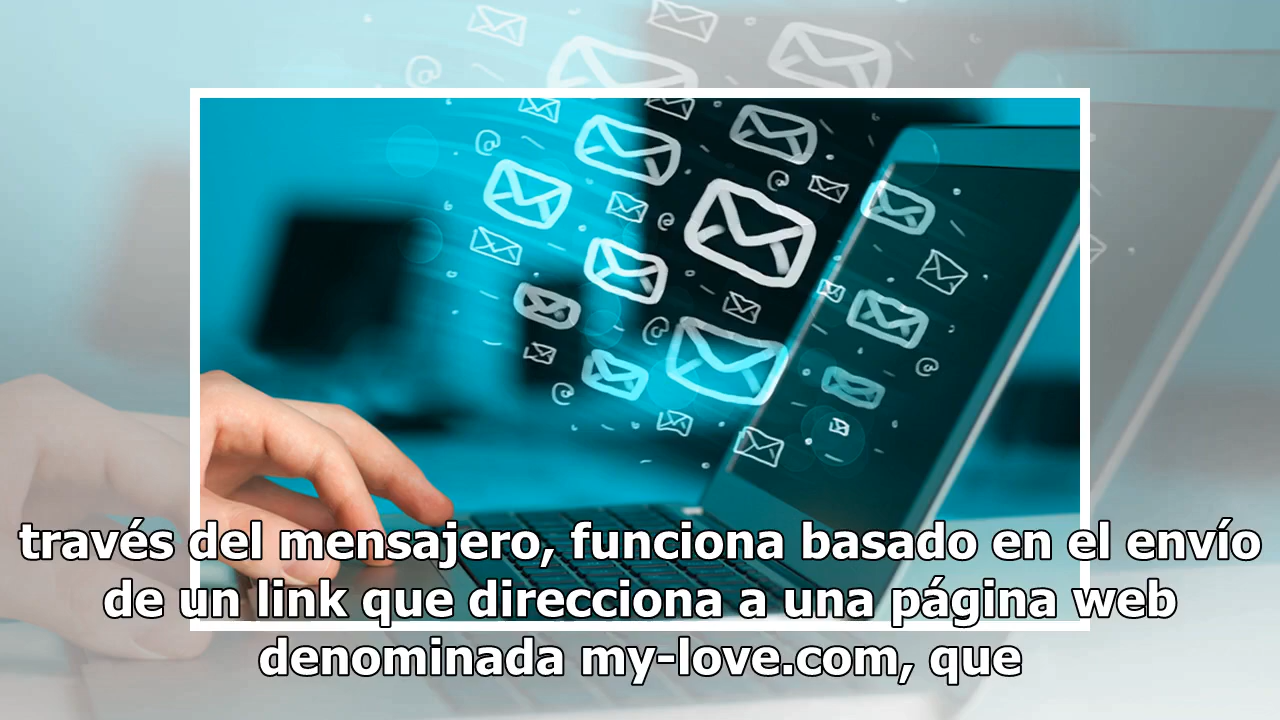 través del mensajero, funciona basado en el envío
de un link que direcciona a una página web
denominada my-love.com, que